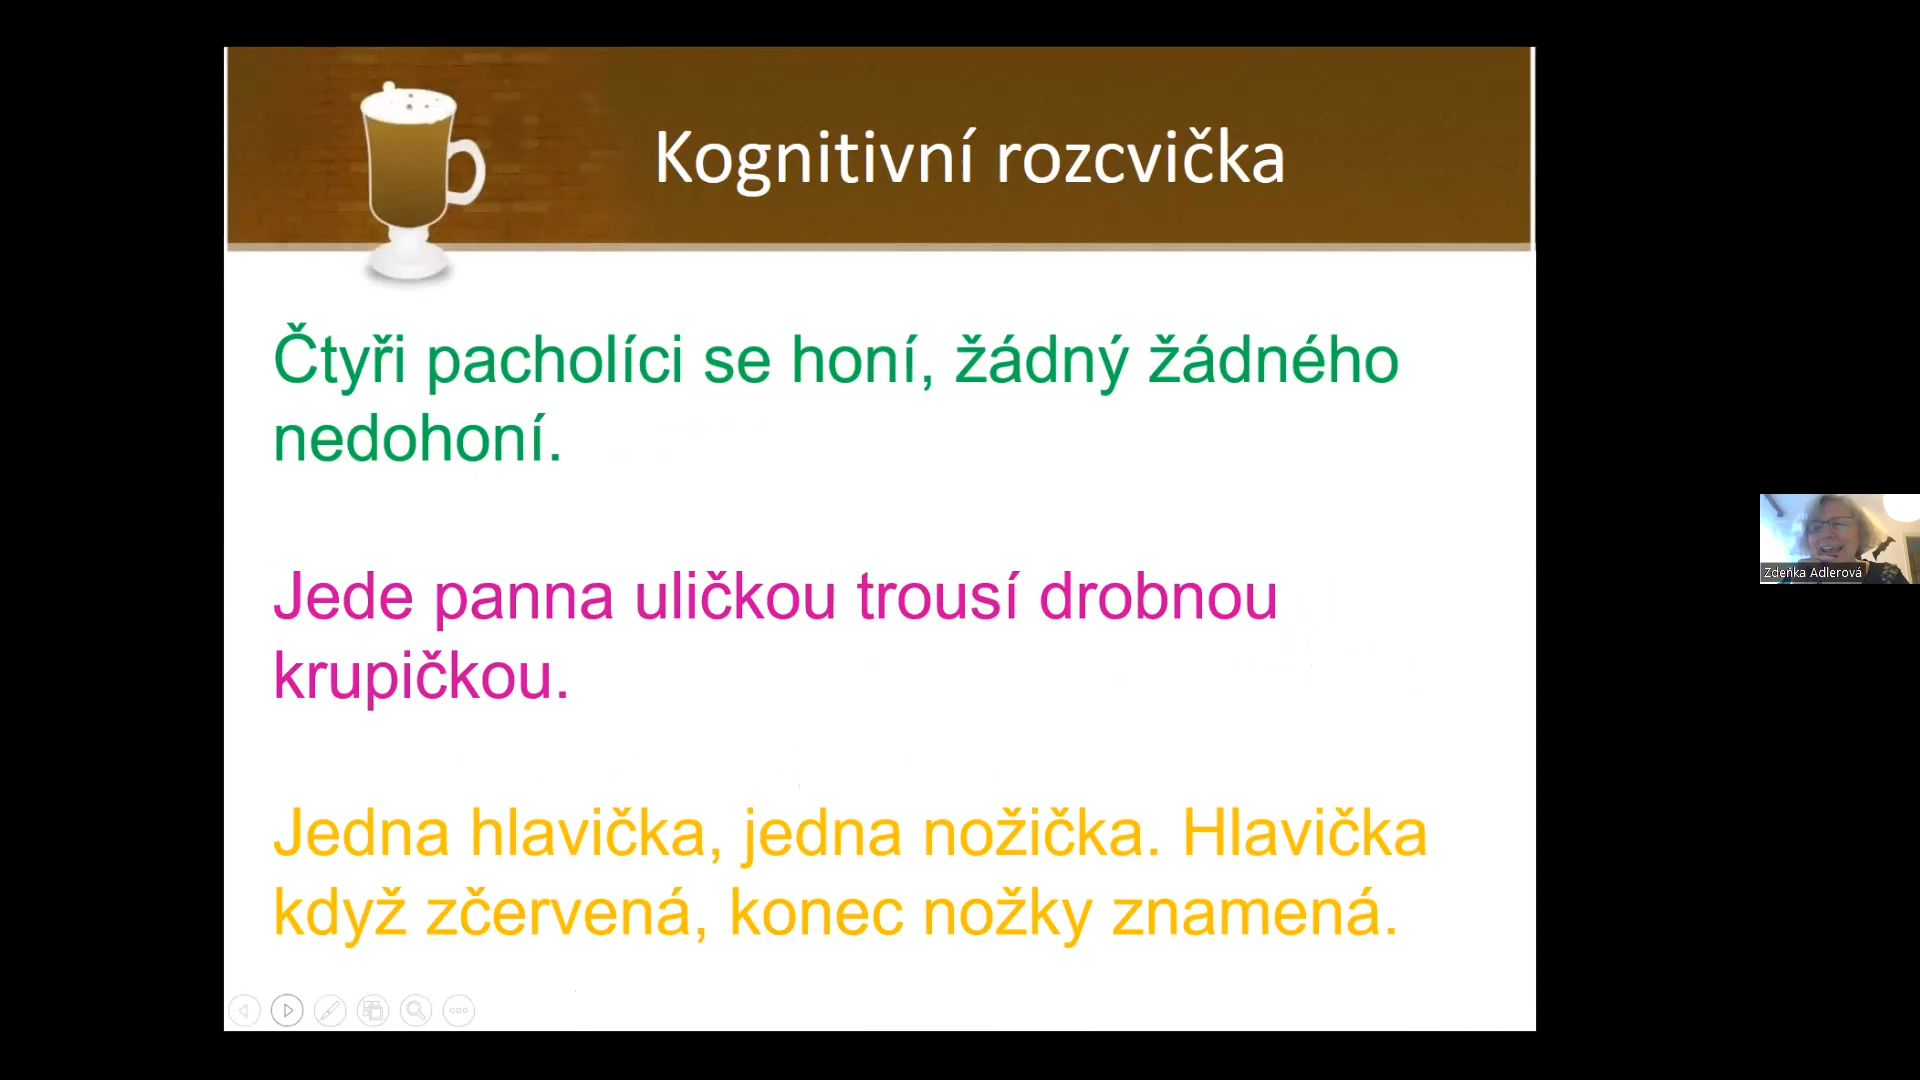 Kognitivní rozcvička
Čtyři pacholíci se honí, žádný žádného
nedohoní.
Jede panna uličkou trousí drobnou
krupičkou.
Jedna hlavička, jedna nožička. Hlavička
když zčervená, konec nožky znamená.
Zdeňka Adlerová